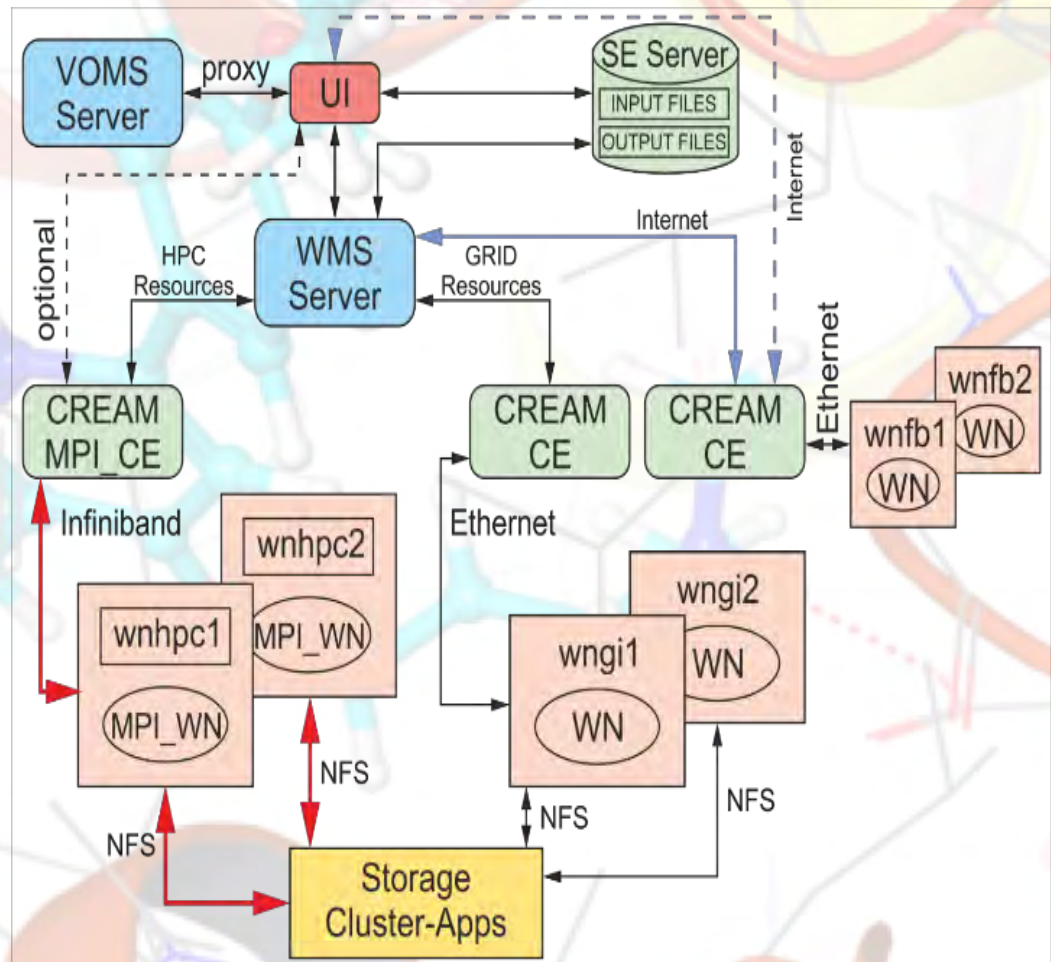 VOMS
Server
proxy
UI
SE Server
INPUT FILES
OUTPUT FILES
Internet
optional
HPC
Resources
WMS
Server
GRID
Resources
Internet
CREAM
MPI_CE
CREAM
CE
CREAM
CE
Ethernet
wnfb2
WN
wnfb1
WN
Infiniband
Ethernet
wnhpc2
MPI_WN
wnhpc1
MPI_WN
wngi2
WN
wngi1
WN
NFS
NFS
NFS
NFS
Storage
Cluster-Apps